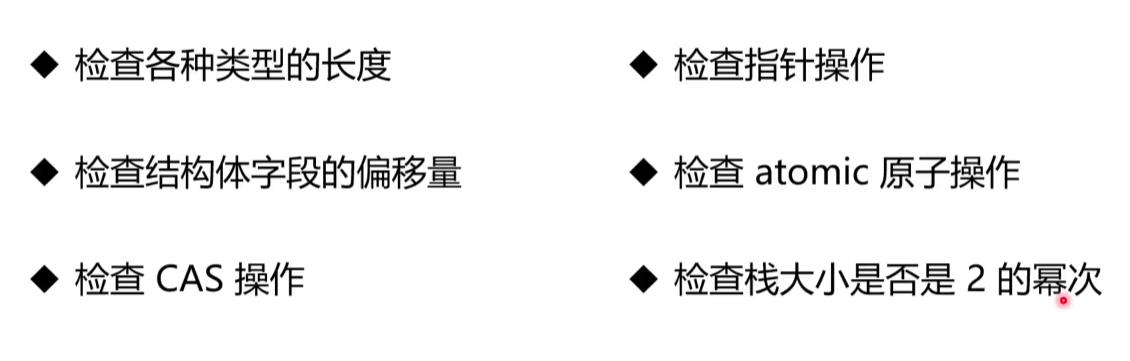 ◆ 检查各种类型的长度
◆ 检查指针操作
◆ 检查结构体字段的偏移量
◆ 检查 atomic 原子操作
◆ 检查 CAS 操作
◆ 检查栈大小是否是 2 的幂次